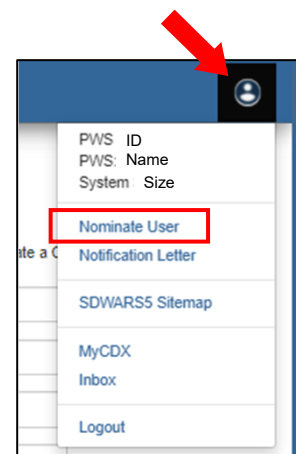 PWS ID
PWS: Name
System Size
Nominate User
ate a C
Notification Letter
SDWARS5 Sitemap
MyCDX
Inbox
Logout